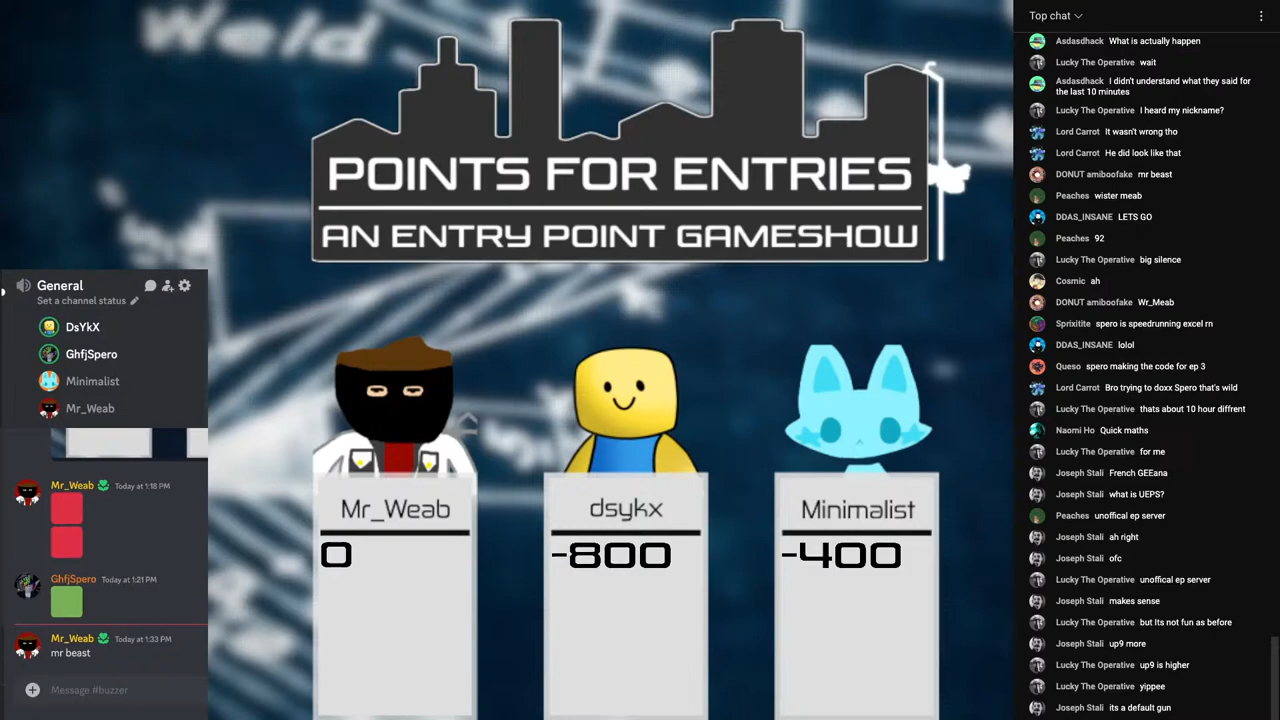 World
POINTS FOR ENTRIES
AN ENTRY POINT GAMESHOW
General
Set a channel status
DsYkX
GhfjSpero
Minimalist
Mr_Weab
Mr_Weab Today at 1:18 PM
GhfjSpero Today at 1:21 PM
Mr_Weab Today at 1:33 PM
mr beast
Message #buzzer
Mr_Weab
0
dsykx
-800
Minimalist
-400
Top chat
Asdasdhack What is actually happen
Lucky The Operative wait
Asdasdhack I didn't understand what they said for
the last 10 minutes
Lucky The Operative I heard my nickname?
Lord Carrot It wasn't wrong tho
Lord Carrot He did look like that
DONUT amiboofake mr beast
Peaches wister meab
DDAS_INSANE LETS GO
Peaches 92
Lucky The Operative big silence
Cosmic ah
DONUT amiboofake Wr_Meab
Sprixitite spero is speedrunning excel rn
DDAS_INSANE lolol
Queso spero making the code for ep 3
Lord Carrot Bro trying to doxx Spero that's wild
Lucky The Operative thats about 10 hour diffrent
Naomi Ho Quick maths
Lucky The Operative for me
Joseph Stali French GEEana
Joseph Stali what is UEPS?
Peaches unoffical ep server
Joseph Stali ah right
Joseph Stali ofc
Lucky The Operative unoffical ep server
Joseph Stali makes sense
Lucky The Operative but Its not fun as before
Joseph Stali up9 more
Lucky The Operative up9 is higher
Lucky The Operative yippee
Joseph Stali its a default gun